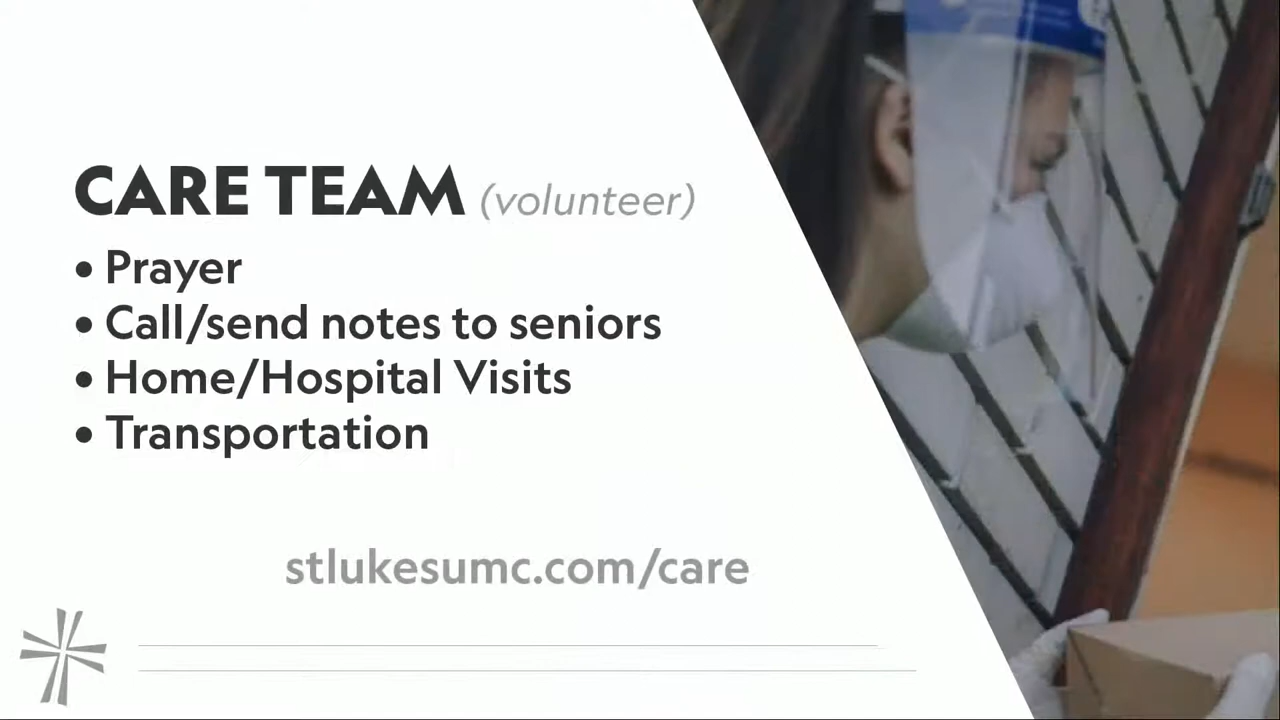 CARE TEAM (volunteer)
• Prayer
• Call/send notes to seniors
• Home/Hospital Visits
• Transportation
stlukesumc.com/care